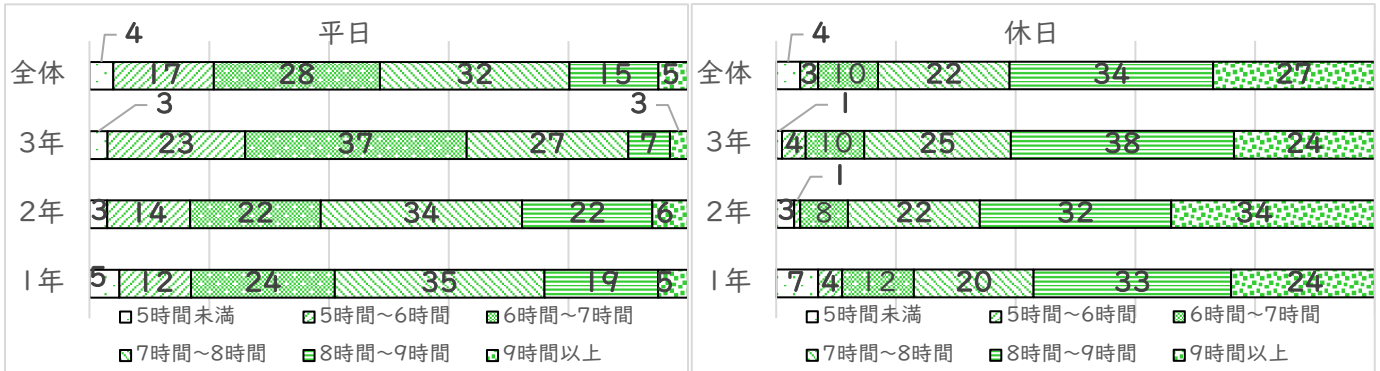 平日
4
全体 17 28 32 15 5
3 3
3年 23 37 27 7
2年 3 14 22 34 22 6
1年 5 12 24 35 19 5
5時間未満 5時間～6時間 6時間～7時間
7時間～8時間 8時間～9時間 9時間以上
休日
4
全体 3 10 22 34 27
1
3年 4 10 25 38 24
1
2年 3 8 22 32 34
1年 7 4 12 20 33 24
5時間未満 5時間～6時間 6時間～7時間
7時間～8時間 8時間～9時間 9時間以上